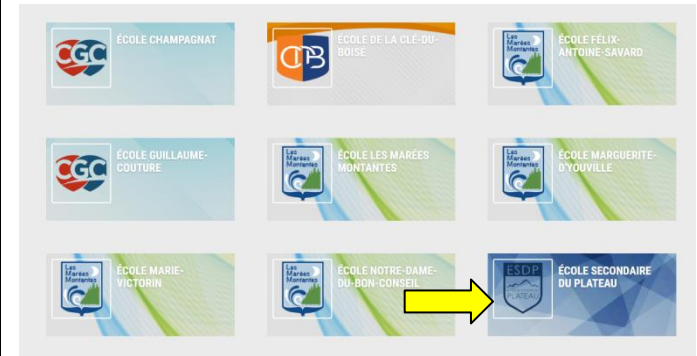 CGC
ÉCOLE CHAMPAGNAT
CDB
ÉCOLE DE LA CLÉ-DU-
BOISÉ
Les
Marées
Montantes
ÉCOLE FÉLIX-
ANTOINE-SAVARD
CGC
ÉCOLE GUILLAUME-
COUTURE
Les
Marées
Montantes
ÉCOLE LES MARÉES
MONTANTES
Les
Marées
Montantes
ÉCOLE MARGUERITE-
D'YOUVILLE
Les
Marées
Montantes
ÉCOLE MARIE-
VICTORIN
Les
Marées
Montantes
ÉCOLE NOTRE-DAME-
DU-BON-CONSEIL
ESDP
PLATEAU
ÉCOLE SECONDAIRE
DU PLATEAU